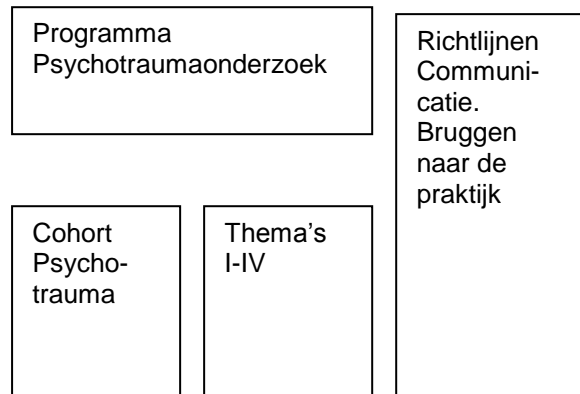 Programma
Psychotraumaonderzoek
Richtlijnen
Communi-
catie.
Bruggen
naar de
praktijk
Cohort
Psycho-
trauma
Thema's
I-IV